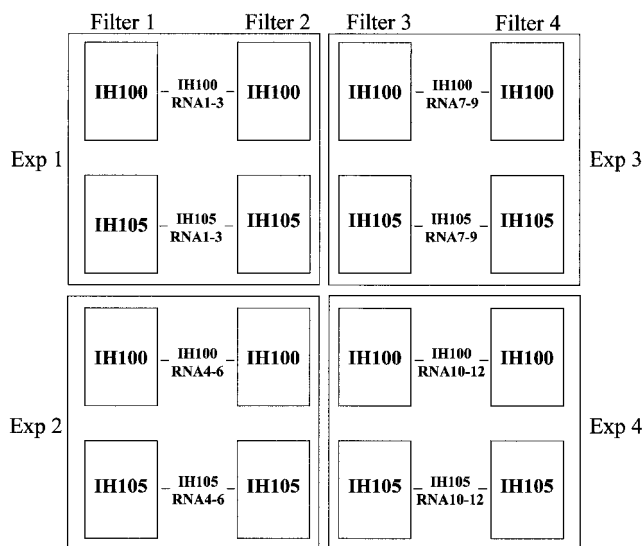 Filter 1 Filter 2 Filter 3 Filter 4
IH100 IH100 RNA1-3 IH100
IH100 IH100 RNA7-9 IH100
Exp 1
Exp 3
IH105 IH105 RNA1-3 IH105
IH105 IH105 RNA7-9 IH105
IH100 IH100 RNA4-6 IH100
IH100 IH100 RNA10-12 IH100
Exp 2
Exp 4
IH105 IH105 RNA4-6 IH105
IH105 IH105 RNA10-12 IH105